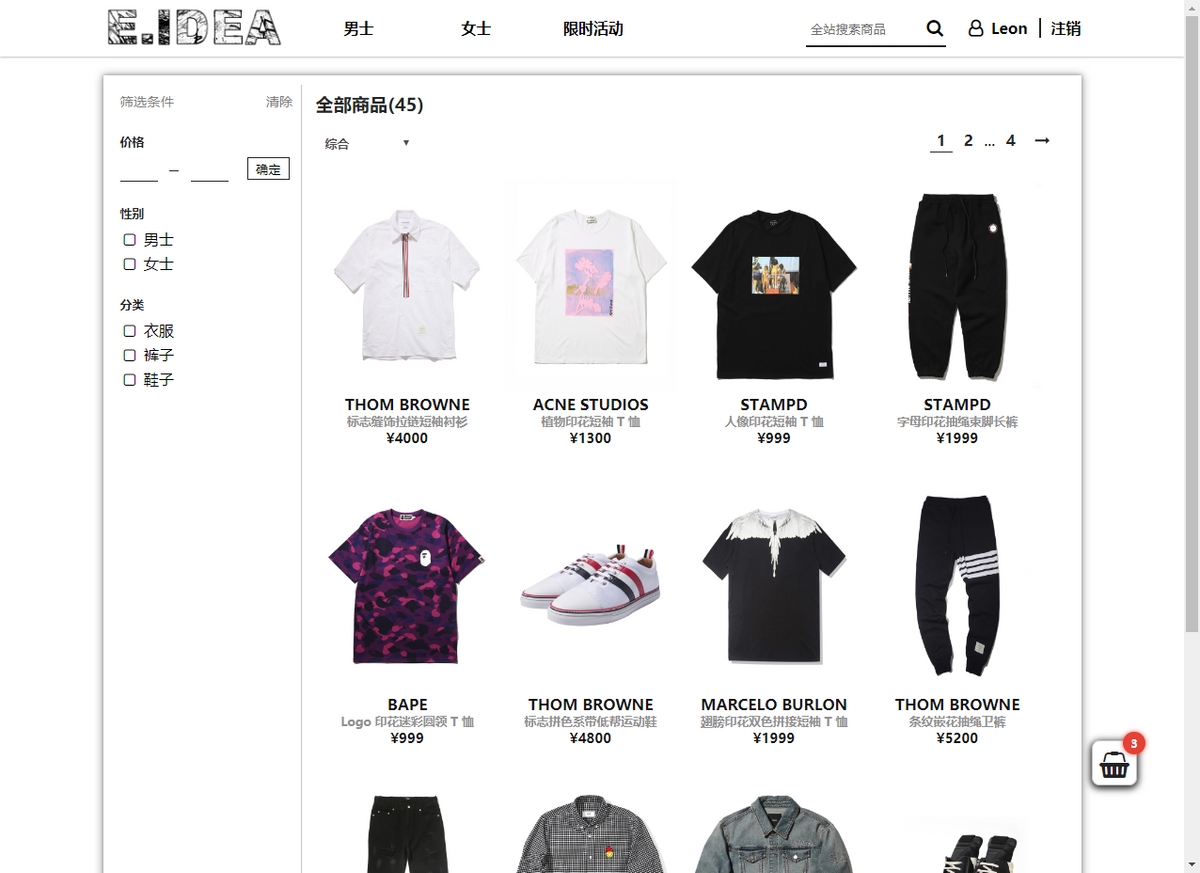 E.IDEA
男士 女士 限时活动 全站搜索商品 Leon 注销
筛选条件 清除
价格
— 确定
性别
男士
女士
分类
衣服
裤子
鞋子
全部商品(45)
综合 ▼
1 2 ... 4 →
THOM BROWNE
标志缝饰拉链短袖衬衫
¥4000
ACNE STUDIOS
植物印花短袖 T 恤
¥1300
STAMPD
人像印花短袖 T 恤
¥999
STAMPD
字母印花抽绳束脚长裤
¥1999
BAPE
Logo 印花迷彩圆领 T 恤
¥999
THOM BROWNE
标志拼色系带低帮运动鞋
¥4800
MARCELO BURLON
翅膀印花双色拼接短袖 T 恤
¥1999
THOM BROWNE
条纹嵌花抽绳卫裤
¥5200
3